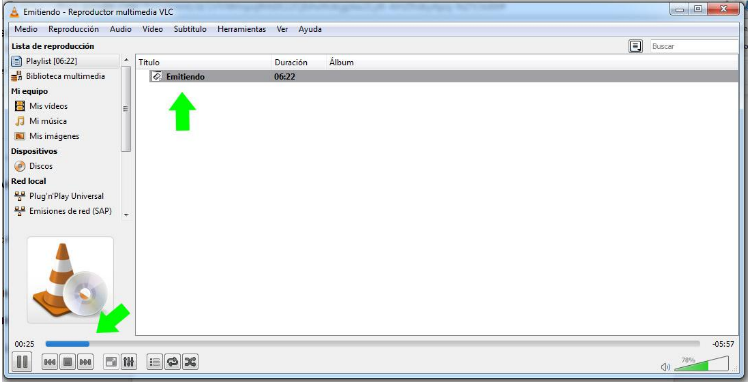 Emitiendo - Reproductor multimedia VLC
Medio Reproducción Audio Vídeo Subtítulo Herramientas Ver Ayuda
Lista de reproducción
Buscar
Playlist [06:22]
Biblioteca multimedia
Mi equipo
Mis vídeos
Mi música
Mis imágenes
Dispositivos
Discos
Red local
Plug'n'Play Universal
Emisiones de red (SAP)
Título Duración Álbum
Emitiendo 06:22
00:25 -05:57
70%